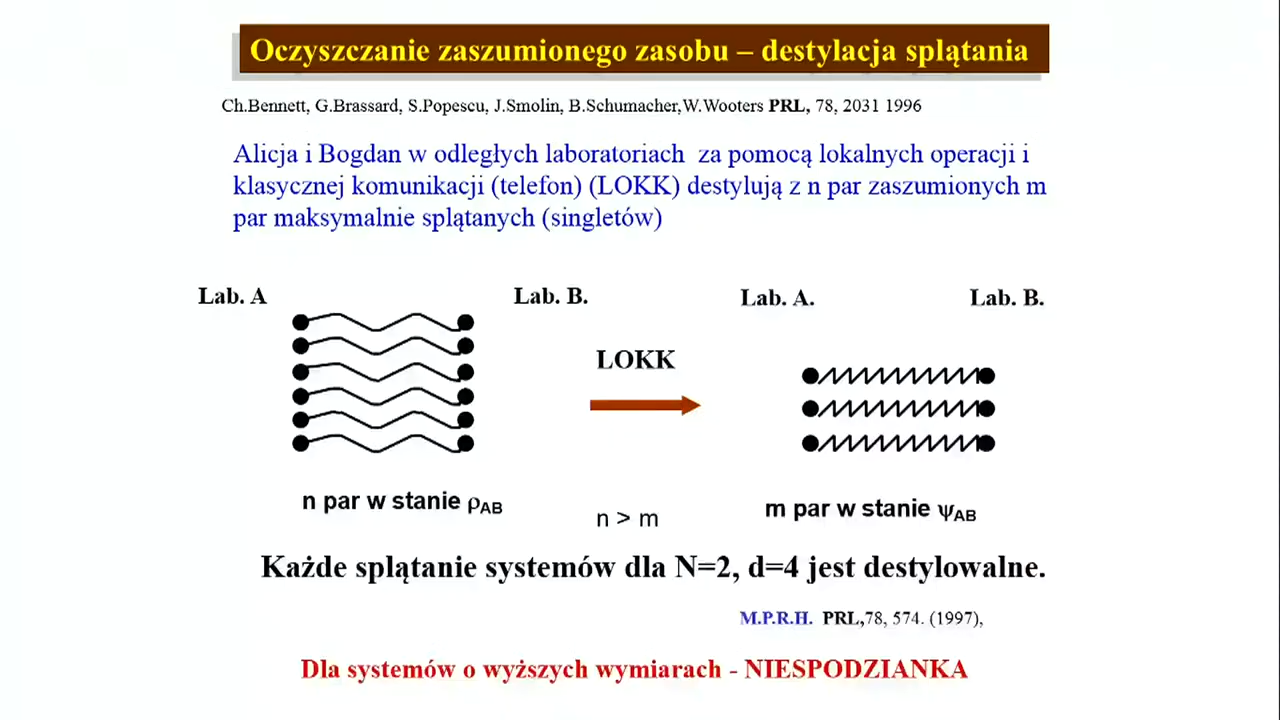 Oczyszczanie zaszumionego zasobu – destylacja splątania
Ch.Bennett, G.Brassard, S.Popescu, J.Smolin, B.Schumacher,W.Wooters PRL, 78, 2031 1996
Alicja i Bogdan w odległych laboratoriach za pomocą lokalnych operacji i
klasycznej komunikacji (telefon) (LOKK) destylują z n par zaszumionych m
par maksymalnie splątanych (singletów)
Lab. A Lab. B. Lab. A. Lab. B.
LOKK
n par w stanie ρAB
n > m
m par w stanie ψAB
Każde splątanie systemów dla N=2, d=4 jest destylowalne.
M.P.R.H. PRL,78, 574. (1997),
Dla systemów o wyższych wymiarach - NIESPODZIANKA